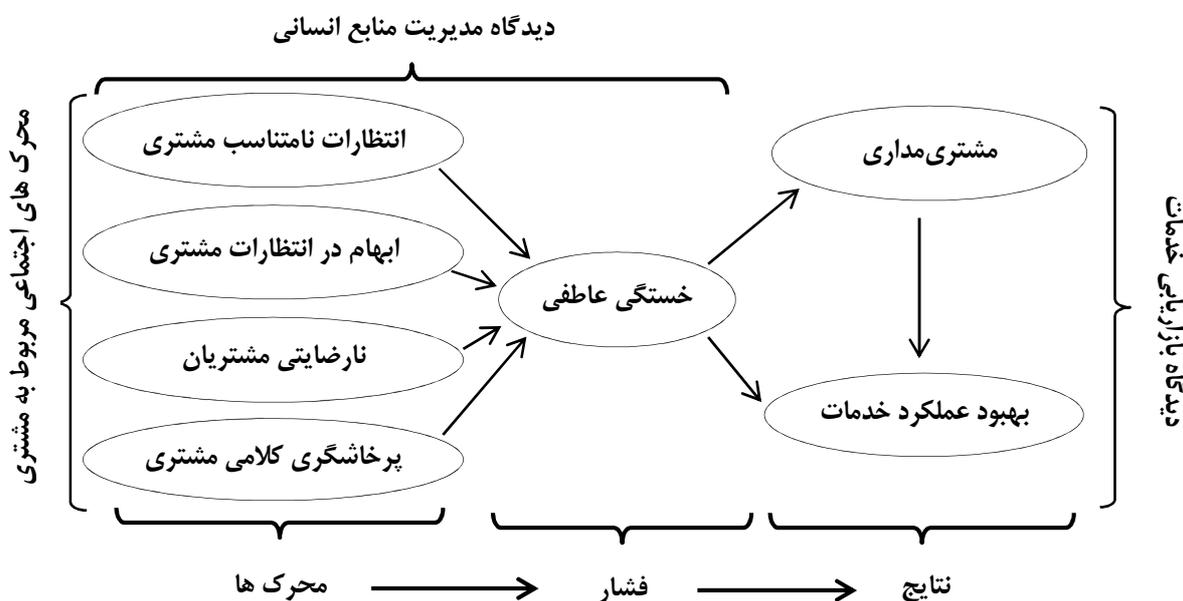 دیدگاه مدیریت منابع انسانی
محرک های اجتماعی مربوط به مشتری
انتظارات نامتناسب مشتری
ابهام در انتظارات مشتری
نارضایتی مشتریان
پرخاشگری کلامی مشتری
خستگی عاطفی
مشتری‌مداری
بهبود عملکرد خدمات
دیدگاه بازاریابی خدمات
محرک ها
فشار
نتایج